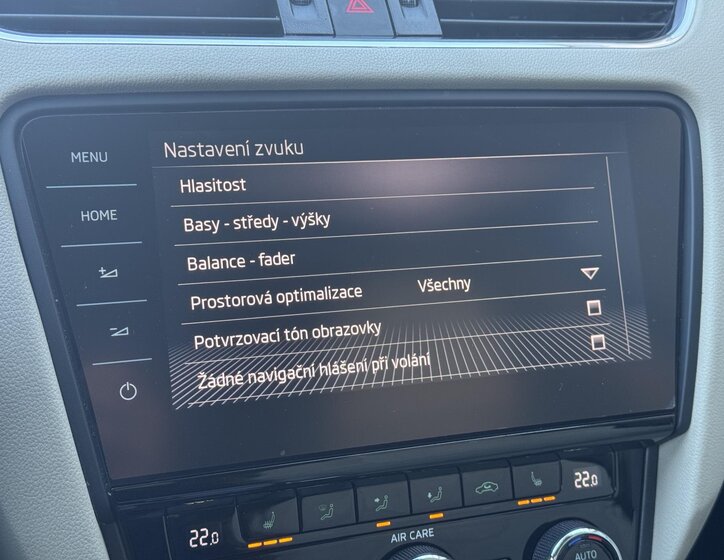 MENU
HOME
Nastavení zvuku
Hlasitost
Basy - středy - výšky
Balance - fader
Prostorová optimalizace Všechny
Potvrzovací tón obrazovky
Žádné navigační hlášení při volání
22.0
22.0
AIR CARE
AUTO